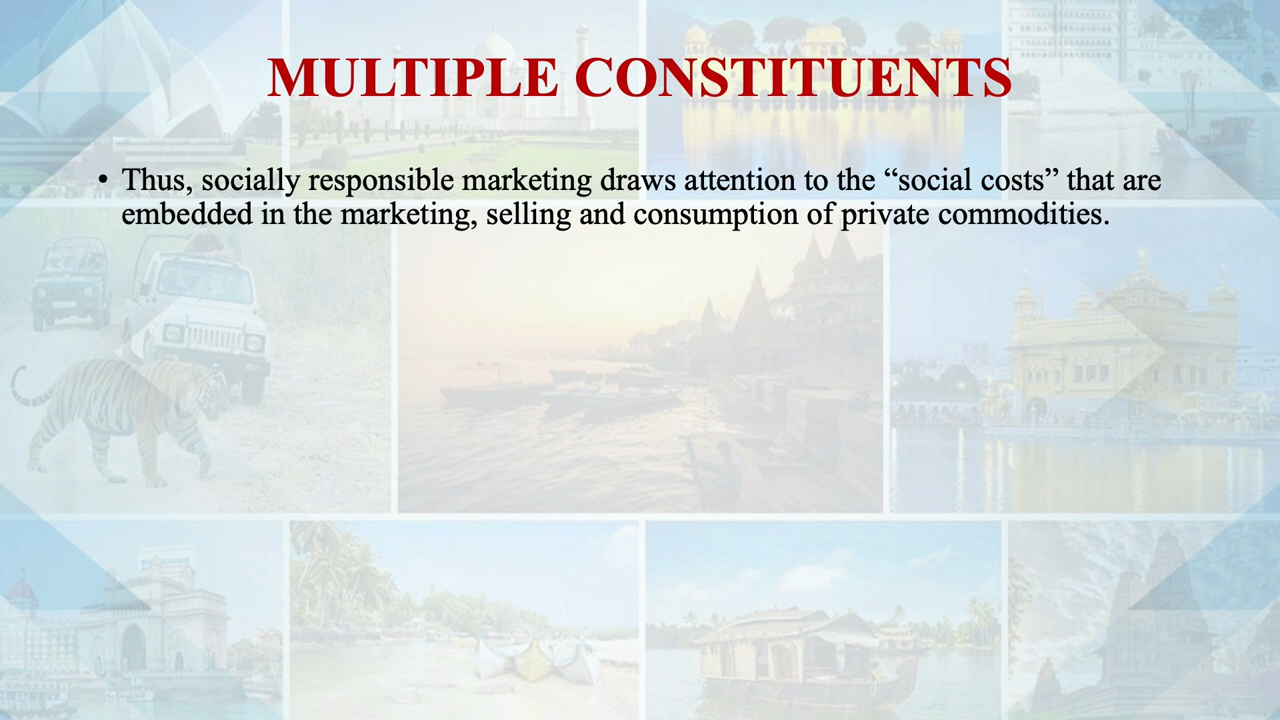 MULTIPLE CONSTITUENTS
• Thus, socially responsible marketing draws attention to the “social costs” that are
embedded in the marketing, selling and consumption of private commodities.